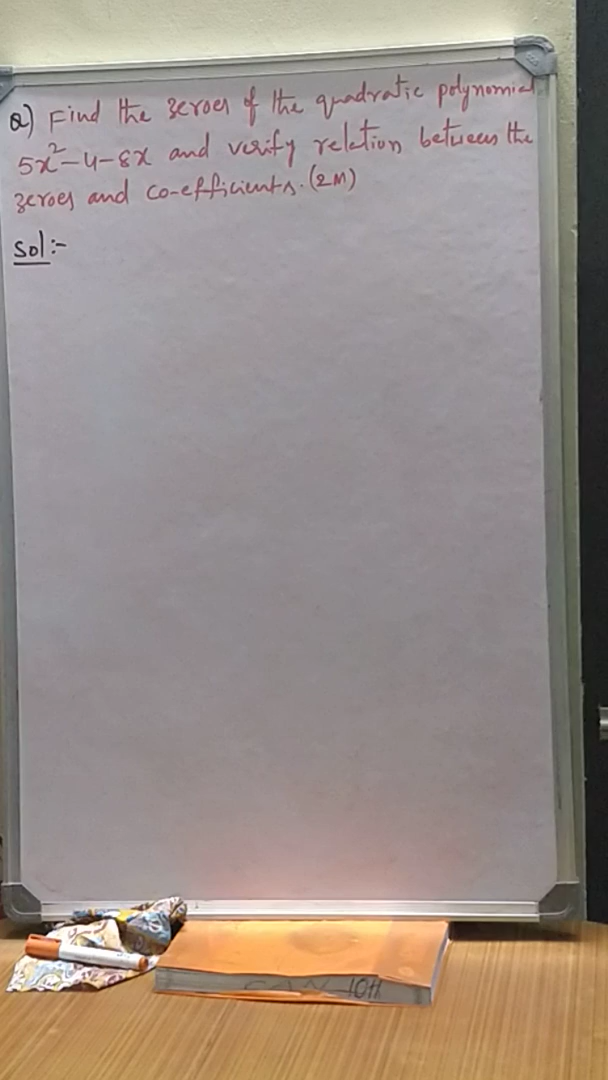 Q) Find the zeroes of the quadratic polynomial
5x²-4-8x and verify relation between the
zeroes and co-efficients. (2M)
Sol:-
10th